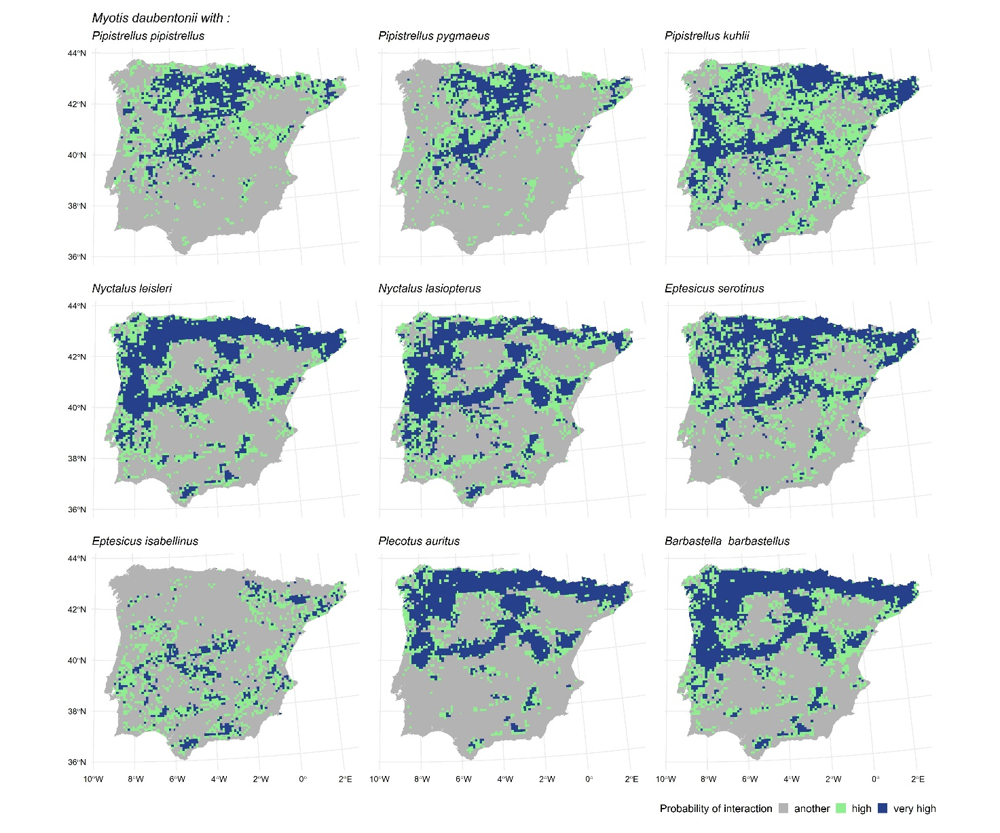 Myotis daubentonii with :
Pipistrellus pipistrellus
Pipistrellus pygmaeus
Pipistrellus kuhlii
44°N
42°N
40°N
38°N
36°N
Nyctalus leisleri
Nyctalus lasiopterus
Eptesicus serotinus
44°N
42°N
40°N
38°N
36°N
Eptesicus isabellinus
Plecotus auritus
Barbastella barbastellus
44°N
42°N
40°N
38°N
36°N
10°W 8°W 6°W 4°W 2°W 0° 2°E
10°W 8°W 6°W 4°W 2°W 0° 2°E
10°W 8°W 6°W 4°W 2°W 0° 2°E
Probability of interaction another high very high